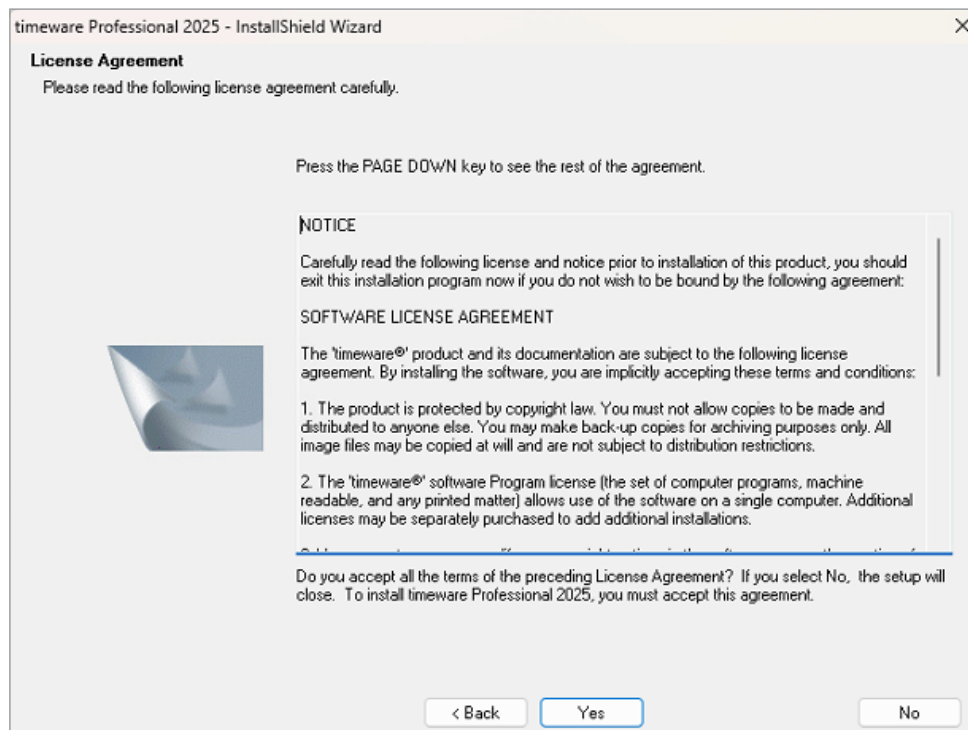 timeware Professional 2025 - InstallShield Wizard
License Agreement
Please read the following license agreement carefully.
Press the PAGE DOWN key to see the rest of the agreement.
NOTICE
Carefully read the following license and notice prior to installation of this product, you should
exit this installation program now if you do not wish to be bound by the following agreement:
SOFTWARE LICENSE AGREEMENT
The 'timeware®' product and its documentation are subject to the following license
agreement. By installing the software, you are implicitly accepting these terms and conditions:
1. The product is protected by copyright law. You must not allow copies to be made and
distributed to anyone else. You may make back-up copies for archiving purposes only. All
image files may be copied at will and are not subject to distribution restrictions.
2. The 'timeware®' software Program license (the set of computer programs, machine
readable, and any printed matter) allows use of the software on a single computer. Additional
licenses may be separately purchased to add additional installations.
Do you accept all the terms of the preceding License Agreement? If you select No, the setup will
close. To install timeware Professional 2025, you must accept this agreement.
< Back
Yes
No